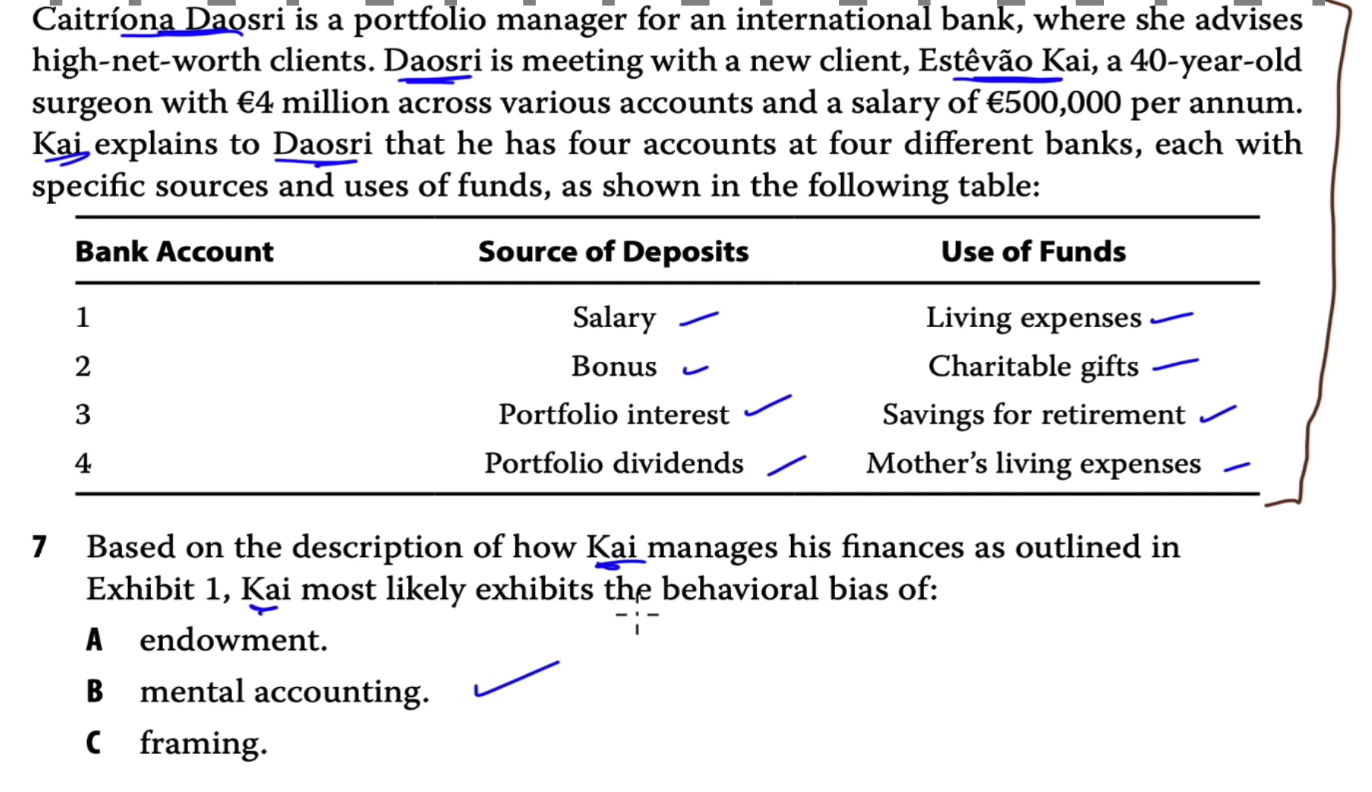 Caitríona Daosri is a portfolio manager for an international bank, where she advises
high-net-worth clients. Daosri is meeting with a new client, Estêvão Kai, a 40-year-old
surgeon with €4 million across various accounts and a salary of €500,000 per annum.
Kai explains to Daosri that he has four accounts at four different banks, each with
specific sources and uses of funds, as shown in the following table:
Bank Account Source of Deposits Use of Funds
1 Salary Living expenses
2 Bonus Charitable gifts
3 Portfolio interest Savings for retirement
4 Portfolio dividends Mother’s living expenses
7 Based on the description of how Kai manages his finances as outlined in
Exhibit 1, Kai most likely exhibits the behavioral bias of:
A endowment.
B mental accounting.
C framing.